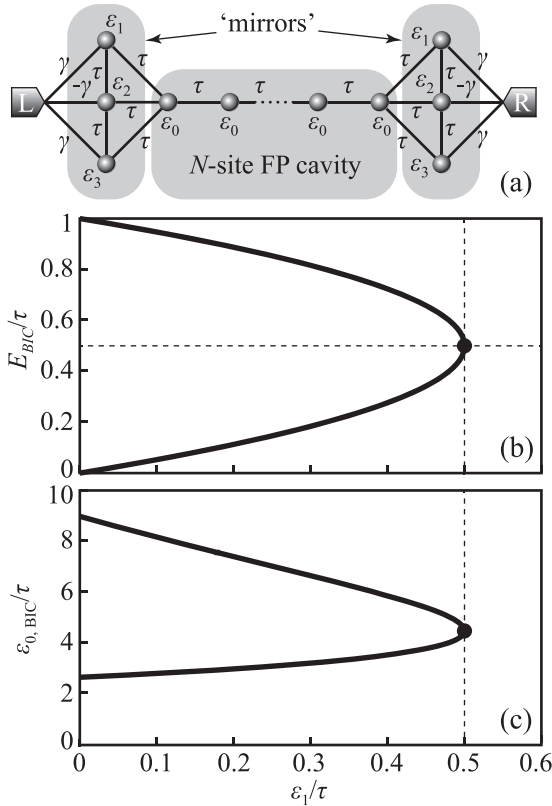 ε₁ 'mirrors' ε₁
γ τ τ τ τ γ
L -γ ε₂ τ τ τ τ τ ε₂ -γ R
γ τ τ ε₀ ε₀ ε₀ ε₀ τ τ γ
ε₃ N-site FP cavity ε₃
(a)
1
0.8
0.6
0.4
0.2
0
E_BIC/τ
(b)
10
8
6
4
2
0
ε₀, BIC/τ
(c)
0 0.1 0.2 0.3 0.4 0.5 0.6
ε₁/τ